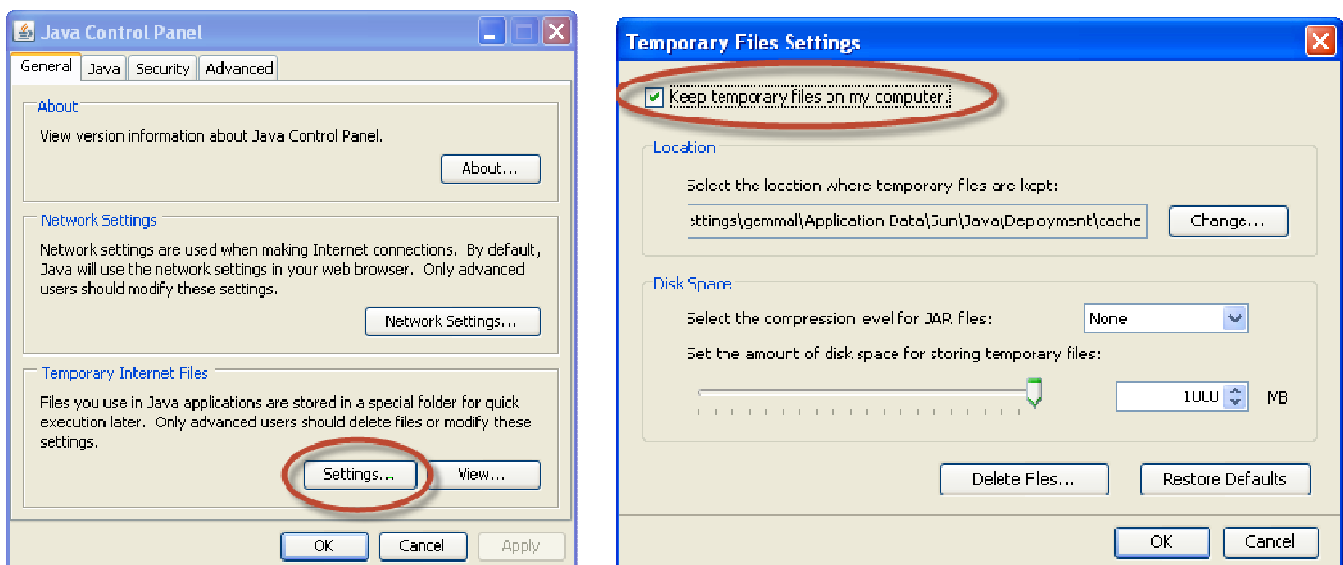 Java Control Panel
General
Java
Security
Advanced
About
View version information about Java Control Panel.
About...
Network Settings
Network settings are used when making Internet connections. By default,
Java will use the network settings in your web browser. Only advanced
users should modify these settings.
Network Settings...
Temporary Internet Files
Files you use in Java applications are stored in a special folder for quick
execution later. Only advanced users should delete files or modify these
settings.
Settings...
View...
OK
Cancel
Apply
Temporary Files Settings
Keep temporary files on my computer.
Location
Select the location where temporary files are kept:
ttings\gemmal\Application Data\Sun\Java\Deployment\cache
Change...
Disk Space
Select the compression level for JAR files:
None
Set the amount of disk space for storing temporary files:
1000
MB
Delete Files...
Restore Defaults
OK
Cancel